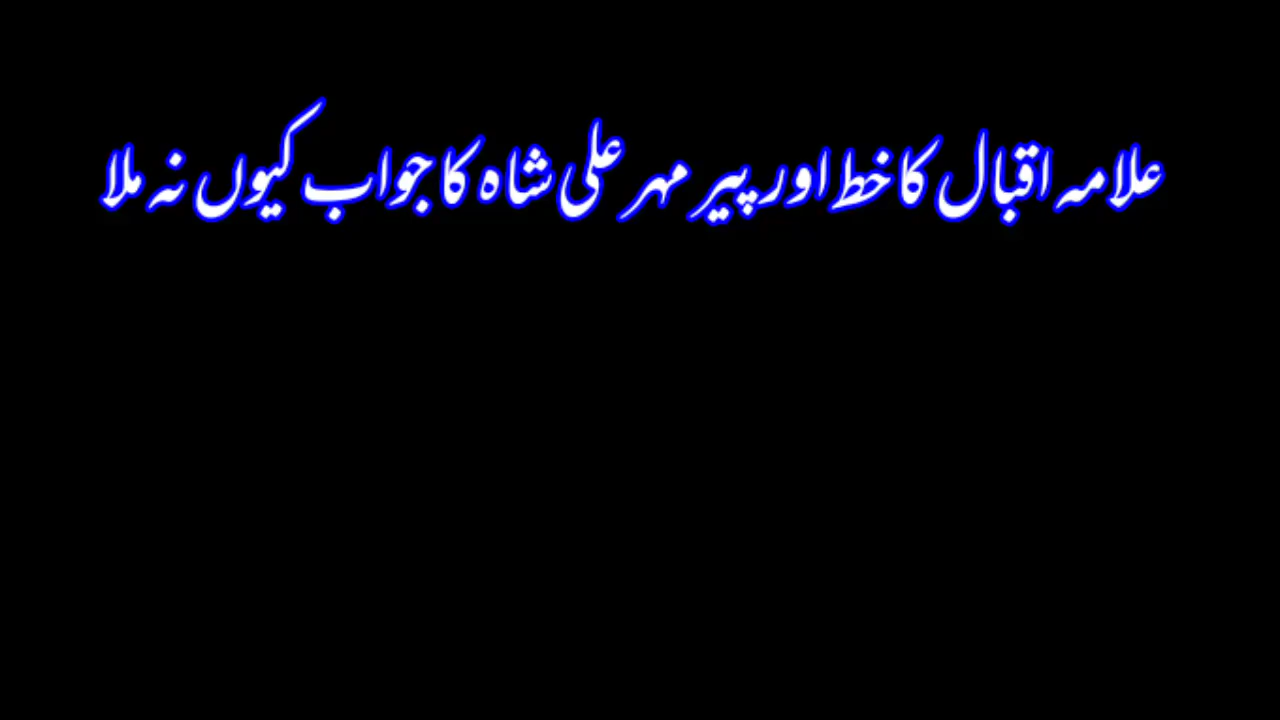 علامہ اقبال کا خط اور پیر مہر علی شاہ کا جواب کیوں نہ ملا